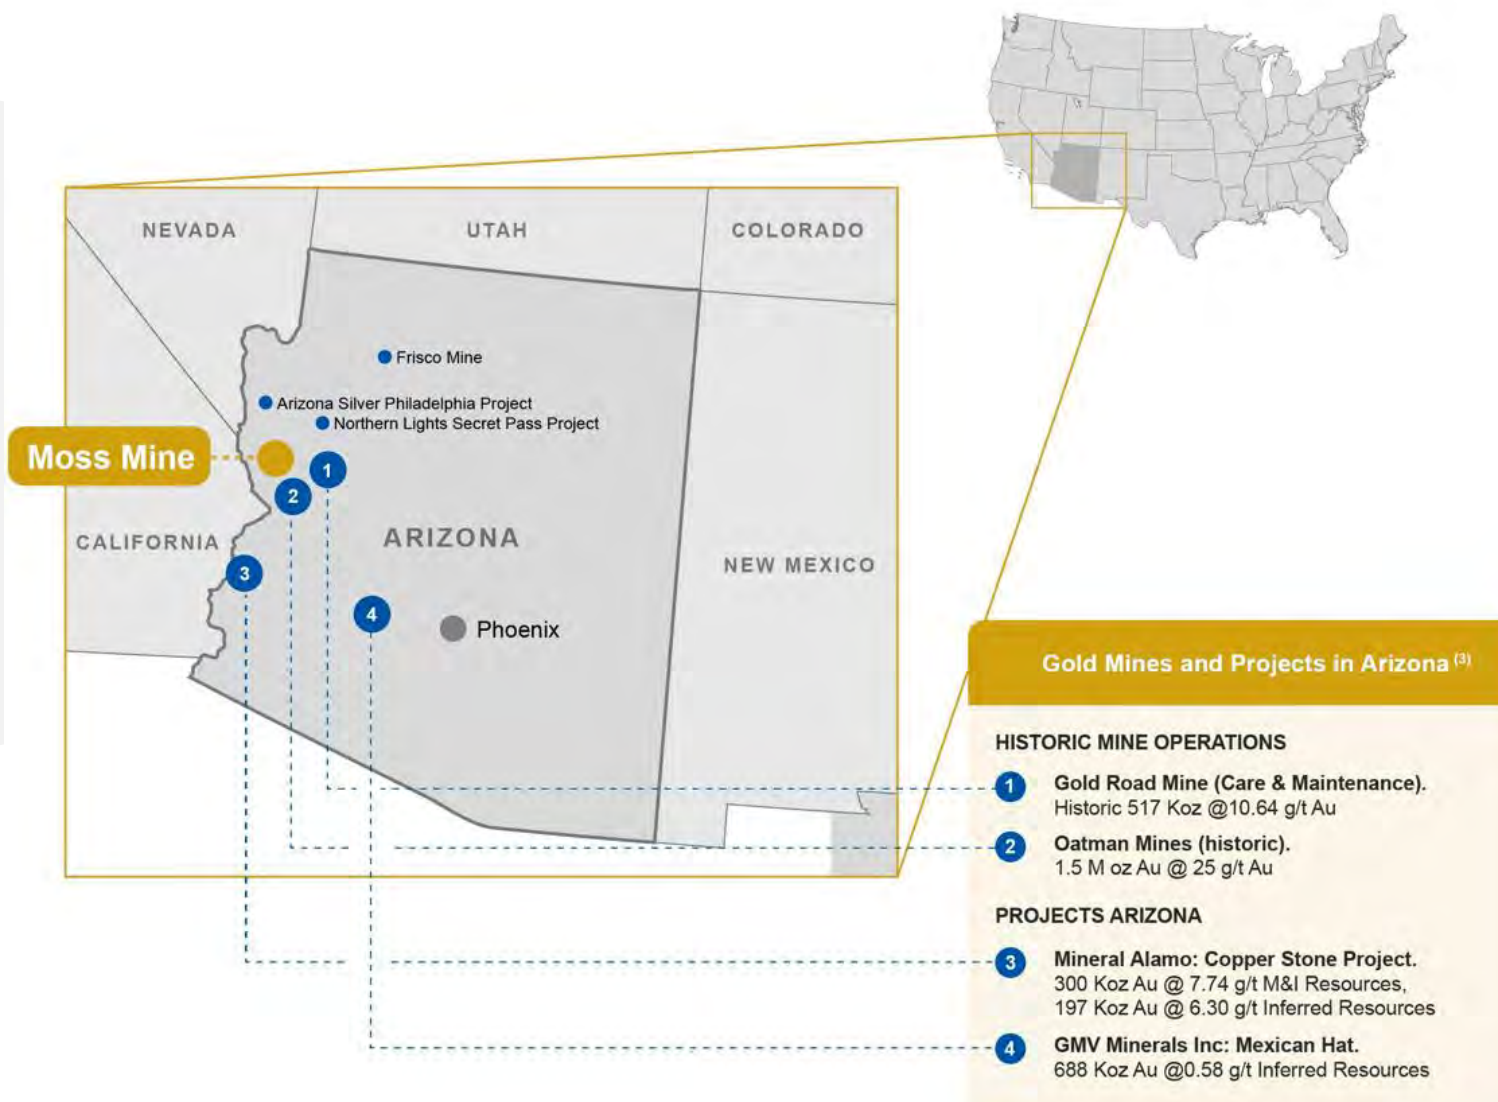 NEVADA
UTAH
COLORADO
Frisco Mine
Arizona Silver Philadelphia Project
Northern Lights Secret Pass Project
Moss Mine
1
2
CALIFORNIA
ARIZONA
NEW MEXICO
3
4
Phoenix
Gold Mines and Projects in Arizona (3)
HISTORIC MINE OPERATIONS
1 Gold Road Mine (Care & Maintenance).
Historic 517 Koz @10.64 g/t Au
2 Oatman Mines (historic).
1.5 M oz Au @ 25 g/t Au
PROJECTS ARIZONA
3 Mineral Alamo: Copper Stone Project.
300 Koz Au @ 7.74 g/t M&I Resources,
197 Koz Au @ 6.30 g/t Inferred Resources
4 GMV Minerals Inc: Mexican Hat.
688 Koz Au @0.58 g/t Inferred Resources